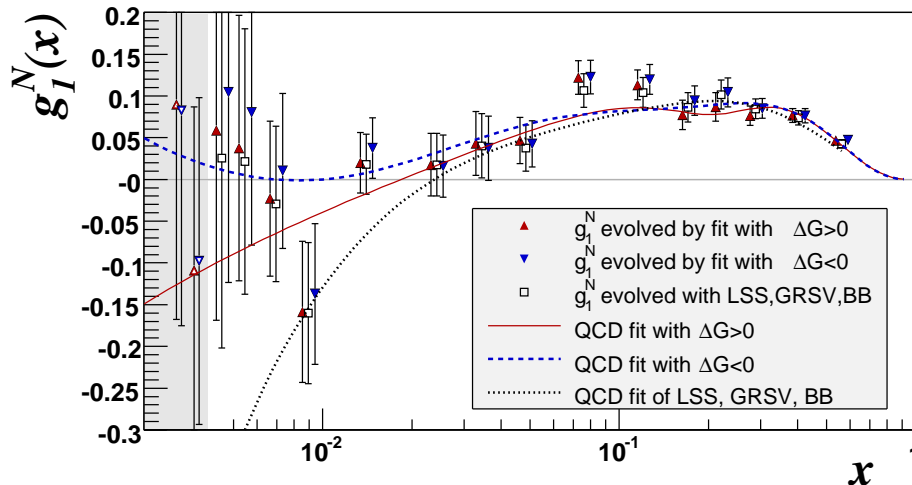 g₁ᴺ(x)
0.2
0.15
0.1
0.05
-0
-0.05
-0.1
-0.15
-0.2
-0.25
-0.3
g₁ᴺ evolved by fit with ΔG>0
g₁ᴺ evolved by fit with ΔG<0
g₁ᴺ evolved with LSS,GRSV,BB
QCD fit with ΔG>0
QCD fit with ΔG<0
QCD fit of LSS, GRSV, BB
10⁻² 10⁻¹ 1
x